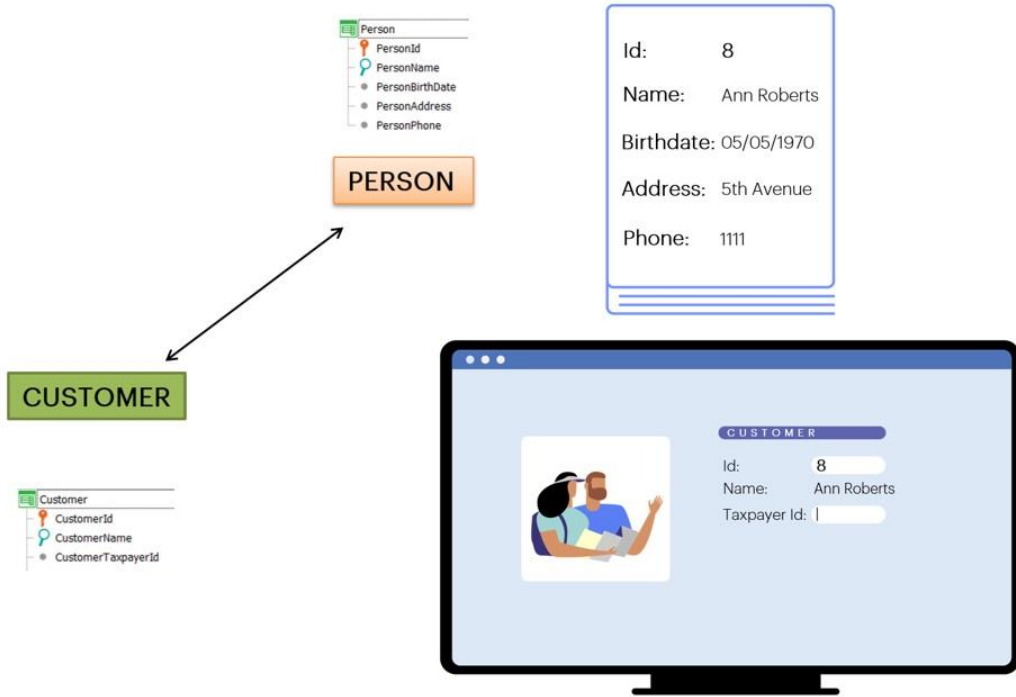 Person
PersonId
PersonName
PersonBirthDate
PersonAddress
PersonPhone
PERSON
Id: 8
Name: Ann Roberts
Birthdate: 05/05/1970
Address: 5th Avenue
Phone: 1111
CUSTOMER
Customer
CustomerId
CustomerName
CustomerTaxpayerId
CUSTOMER
Id: 8
Name: Ann Roberts
Taxpayer Id: